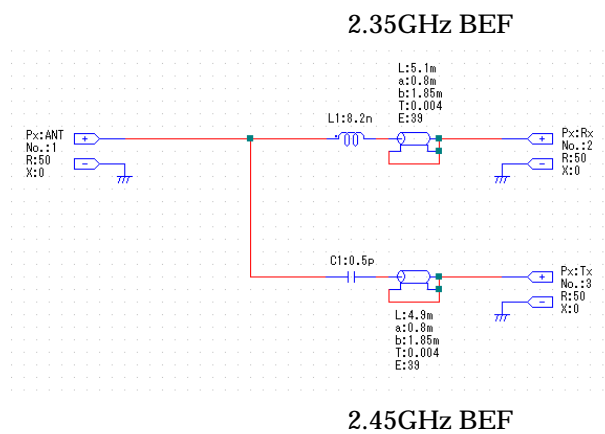 2.35GHz BEF
L:5.1m
a:0.8m
b:1.85m
T:0.004
E:39
L1:8.2n
Px:ANT
No.:1
R:50
X:0
+
-
Px:Rx
No.:2
R:50
X:0
+
-
C1:0.5p
Px:Tx
No.:3
R:50
X:0
+
-
L:4.9m
a:0.8m
b:1.85m
T:0.004
E:39
2.45GHz BEF